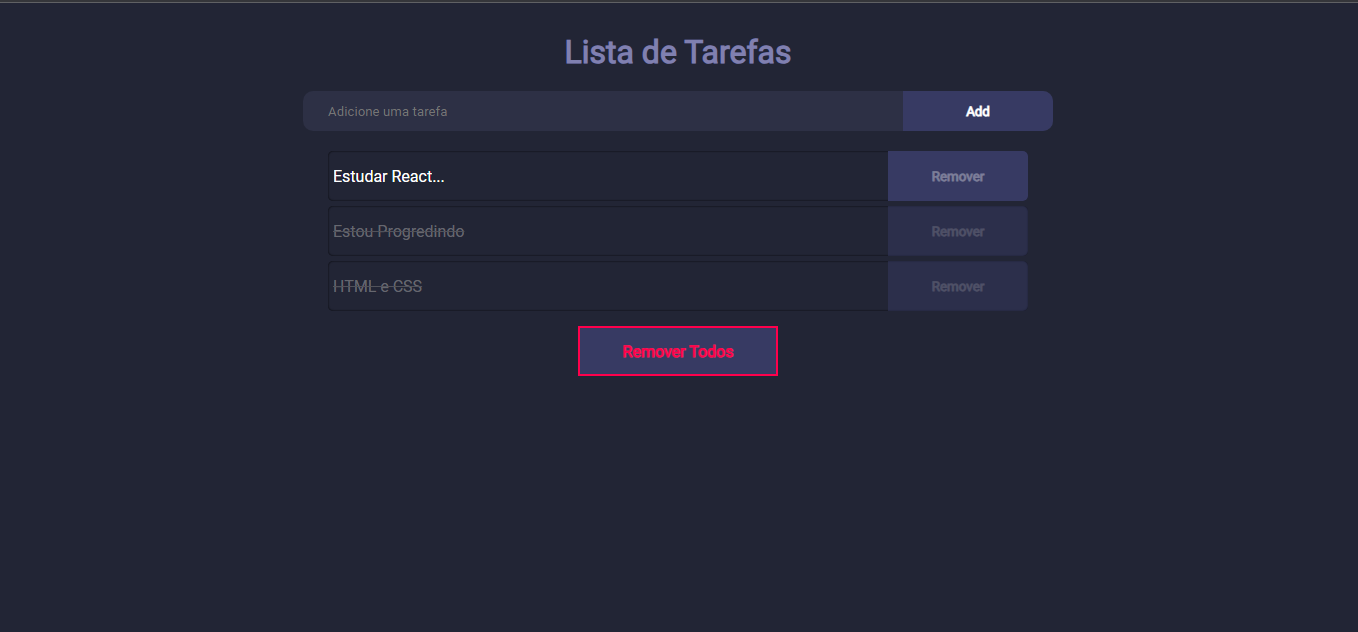 Lista de Tarefas
Adicione uma tarefa
Add
Estudar React...
Remover
Estou Progredindo
Remover
HTML e CSS
Remover
Remover Todos